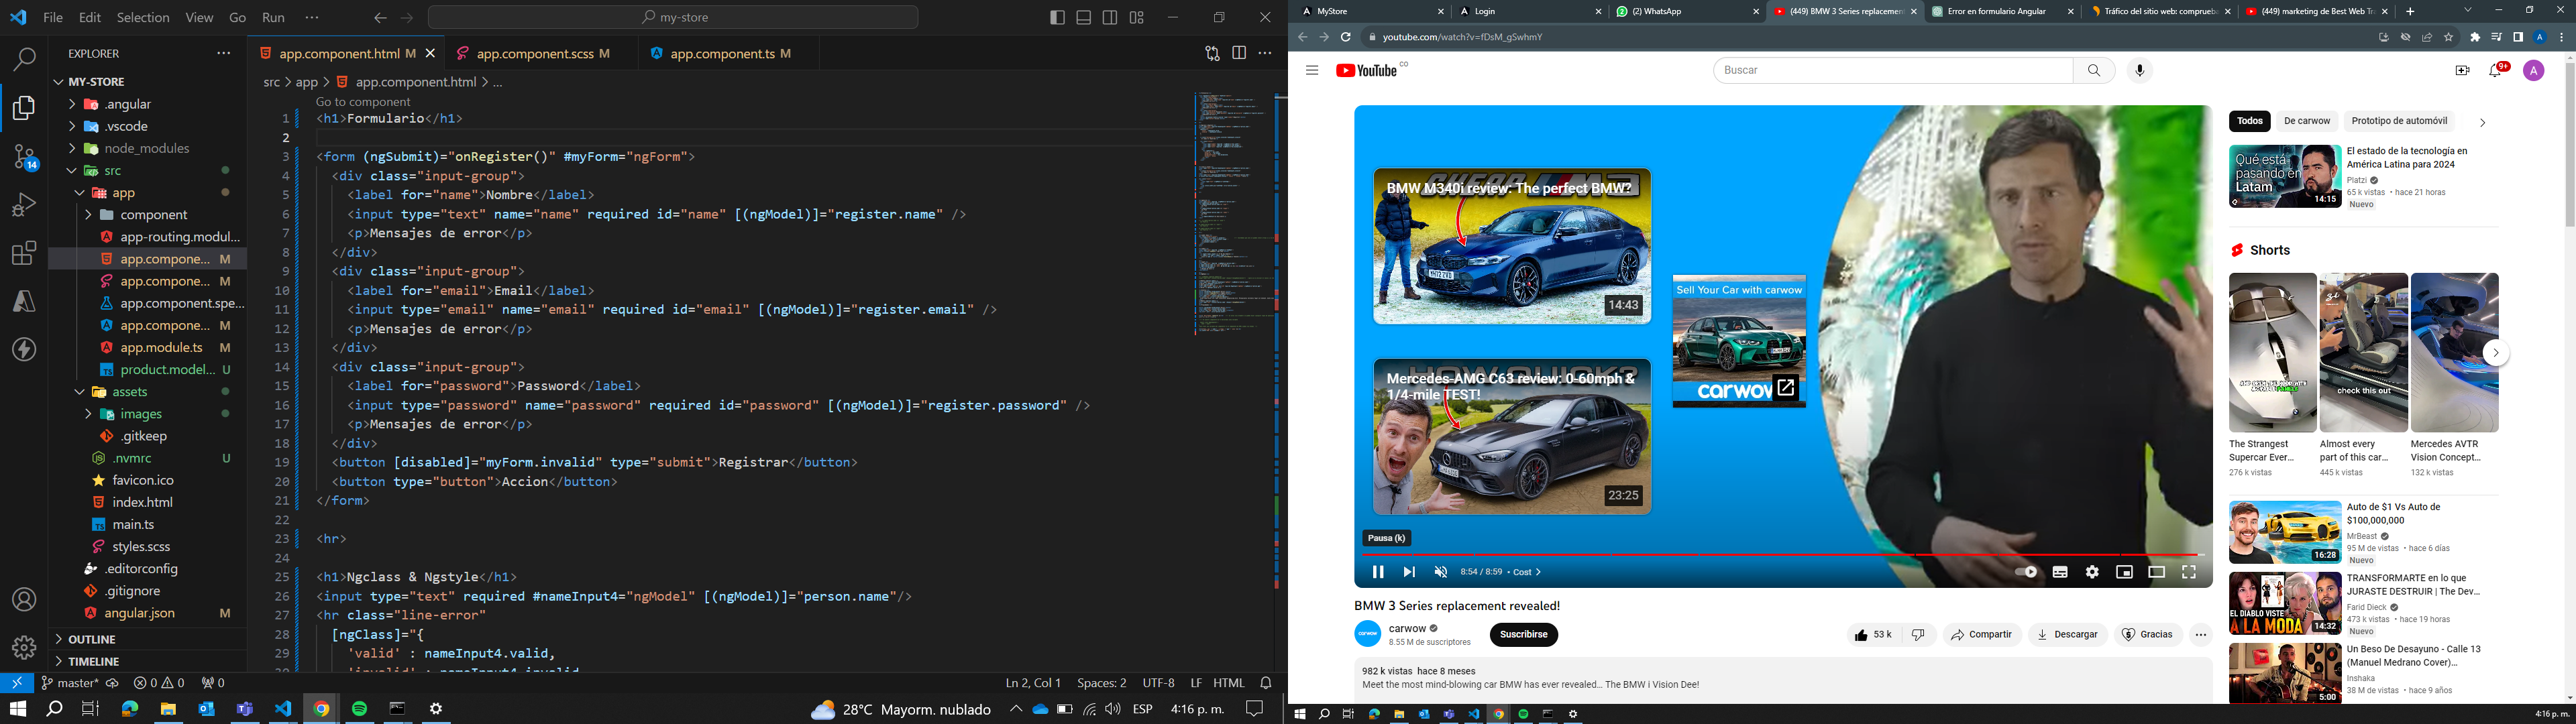 File Edit Selection View Go Run ···
my-store
EXPLORER ···
MY-STORE
.angular
.vscode
node_modules
src
app
component
app-routing.modul...
app.compone... M
app.compone... M
app.component.spe...
app.compone... M
app.module.ts M
product.model... U
assets
images
.gitkeep
.nvmrc U
favicon.ico
index.html
main.ts
styles.scss
.editorconfig
.gitignore
angular.json M
OUTLINE
TIMELINE
14
app.component.html M
app.component.scss M
app.component.ts M
src > app > app.component.html > ...
Go to component
1 <h1>Formulario</h1>
2
3 <form (ngSubmit)="onRegister()" #myForm="ngForm">
4 <div class="input-group">
5 <label for="name">Nombre</label>
6 <input type="text" name="name" required id="name" [(ngModel)]="register.name" />
7 <p>Mensajes de error</p>
8 </div>
9 <div class="input-group">
10 <label for="email">Email</label>
11 <input type="email" name="email" required id="email" [(ngModel)]="register.email" />
12 <p>Mensajes de error</p>
13 </div>
14 <div class="input-group">
15 <label for="password">Password</label>
16 <input type="password" name="password" required id="password" [(ngModel)]="register.password" />
17 <p>Mensajes de error</p>
18 </div>
19 <button [disabled]="myForm.invalid" type="submit">Registrar</button>
20 <button type="button">Accion</button>
21 </form>
22
23 <hr>
24
25 <h1>Ngclass & Ngstyle</h1>
26 <input type="text" required #nameInput4="ngModel" [(ngModel)]="person.name"/>
27 <hr class="line-error"
28 [ngClass]="{
29 'valid' : nameInput4.valid,
master* 0 0 0
Ln 2, Col 1 Spaces: 2 UTF-8 LF HTML
28°C Mayorm. nublado
ESP 4:16 p. m.
MyStore
Login
(2) WhatsApp
(449) BMW 3 Series replacement
Error en formulario Angular
Tráfico del sitio web: comprueba
(449) marketing de Best Web Tr
youtube.com/watch?v=fDsM_gSwhmY
YouTube CO
Buscar
9+
A
BMW M340i review: The perfect BMW?
14:43
Mercedes-AMG C63 review: 0-60mph &
1/4-mile TEST!
23:25
Sell Your Car with carwow
carwow
Pausa (k)
8:54 / 8:59 • Cost >
BMW 3 Series replacement revealed!
carwow
8.55 M de suscriptores
Suscribirse
53 k
Compartir
Descargar
Gracias
982 k vistas hace 8 meses
Meet the most mind-blowing car BMW has ever revealed… The BMW i Vision Dee!
Todos De carwow Prototipo de automóvil
Qué está
pasando en
Latam
14:15
El estado de la tecnología en
América Latina para 2024
Platzi
65 k vistas • hace 21 horas
Nuevo
Shorts
check this out
The Strangest
Supercar Ever...
276 k vistas
Almost every
part of this car...
445 k vistas
Mercedes AVTR
Vision Concept...
132 k vistas
16:28
Auto de $1 Vs Auto de
$100,000,000
MrBeast
95 M de vistas • hace 6 días
Nuevo
EL DIABLO VISTE
A LA MODA
14:32
TRANSFORMARTE en lo que
JURASTE DESTRUIR | The Dev...
Farid Dieck
473 k vistas • hace 19 horas
Nuevo
5:00
Un Beso De Desayuno - Calle 13
(Manuel Medrano Cover)...
Inshaka
38 M de vistas • hace 9 años
4:16 p. m.